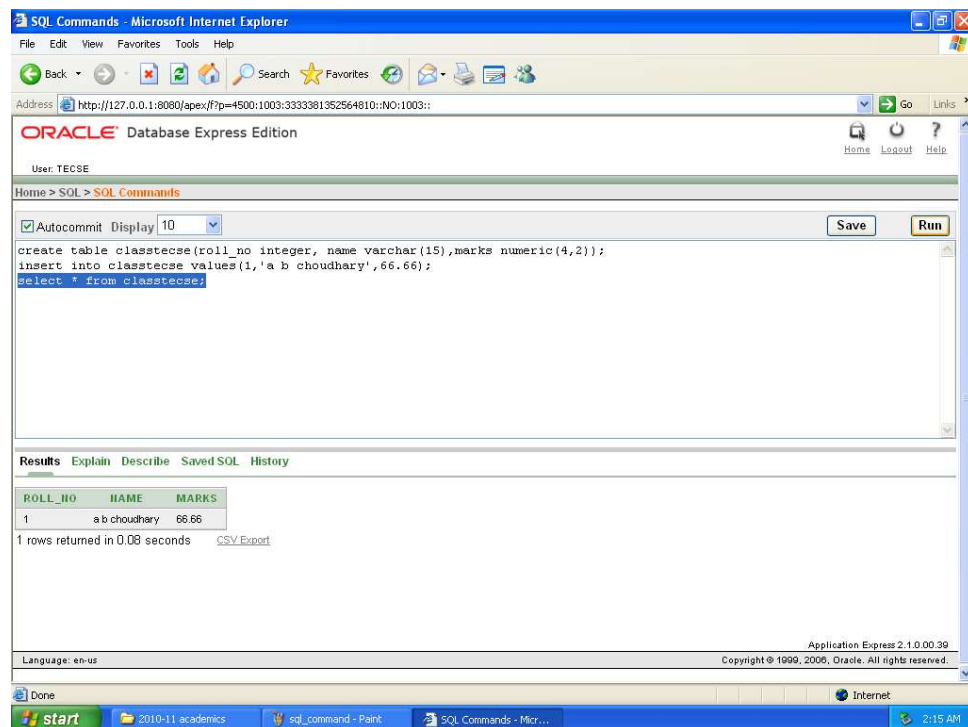 SQL Commands - Microsoft Internet Explorer
File Edit View Favorites Tools Help
Back Search Favorites
Address http://127.0.0.1:8080/apex/f?p=4500:1003:3333381352564810::NO:1003:: Go Links
ORACLE Database Express Edition
Home Logout Help
User: TECSE
Home > SQL > SQL Commands
Autocommit Display 10 Save Run
create table classtecse(roll_no integer, name varchar(15),marks numeric(4,2));
insert into classtecse values(1,'a b choudhary',66.66);
select * from classtecse;
Results Explain Describe Saved SQL History
ROLL_NO NAME MARKS
1 a b choudhary 66.66
1 rows returned in 0.08 seconds CSV Export
Application Express 2.1.0.00.39
Language: en-us Copyright © 1999, 2006, Oracle. All rights reserved.
Done Internet
start 2010-11 academics sql_command - Paint SQL Commands - Micr... 2:15 AM